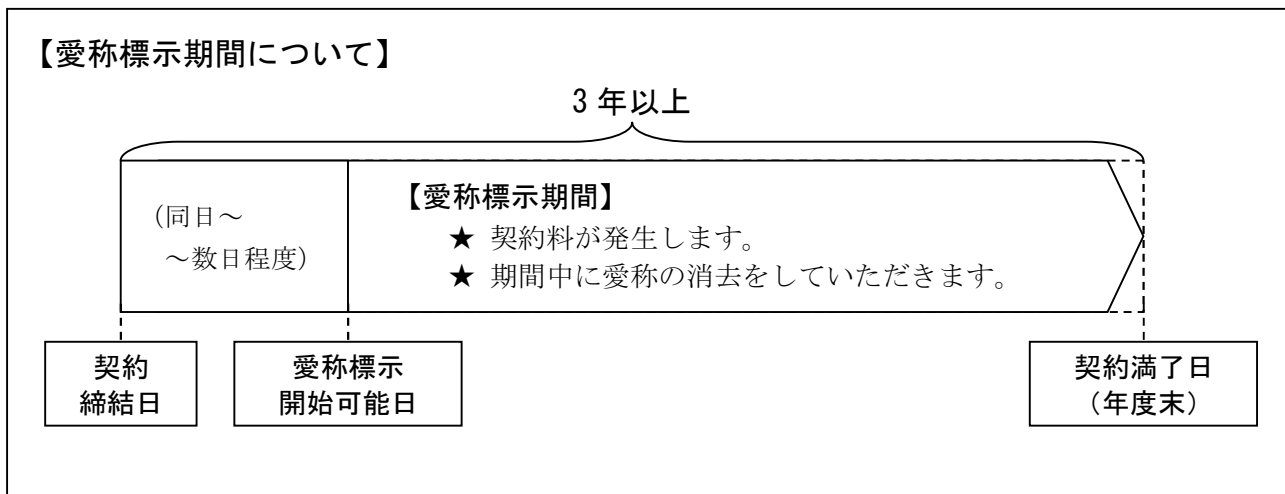 【愛称標示期間について】
3年以上
(同日～
～数日程度)
【愛称標示期間】
★ 契約料が発生します。
★ 期間中に愛称の消去をしていただきます。
契約
締結日
愛称標示
開始可能日
契約満了日
(年度末)